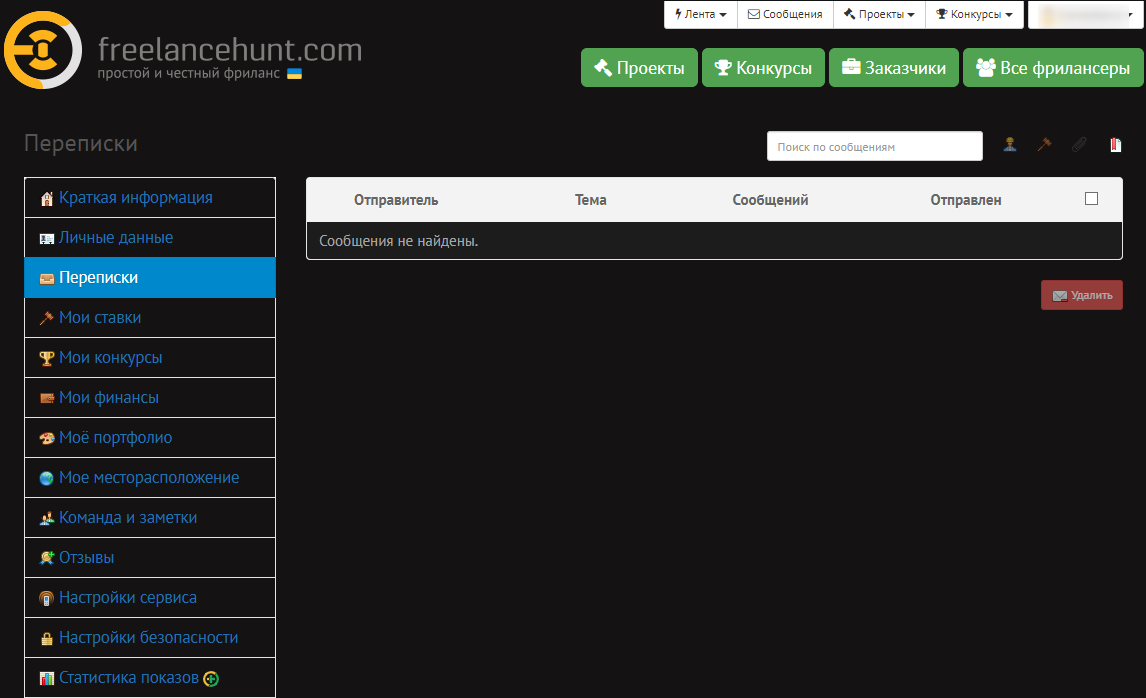 Лента
Сообщения
Проекты
Конкурсы
freelancehunt.com
простой и честный фриланс
Проекты
Конкурсы
Заказчики
Все фрилансеры
Переписки
Поиск по сообщениям
Краткая информация
Личные данные
Переписки
Мои ставки
Мои конкурсы
Мои финансы
Моё портфолио
Мое месторасположение
Команда и заметки
Отзывы
Настройки сервиса
Настройки безопасности
Статистика показов
Отправитель Тема Сообщений Отправлен
Сообщения не найдены.
Удалить